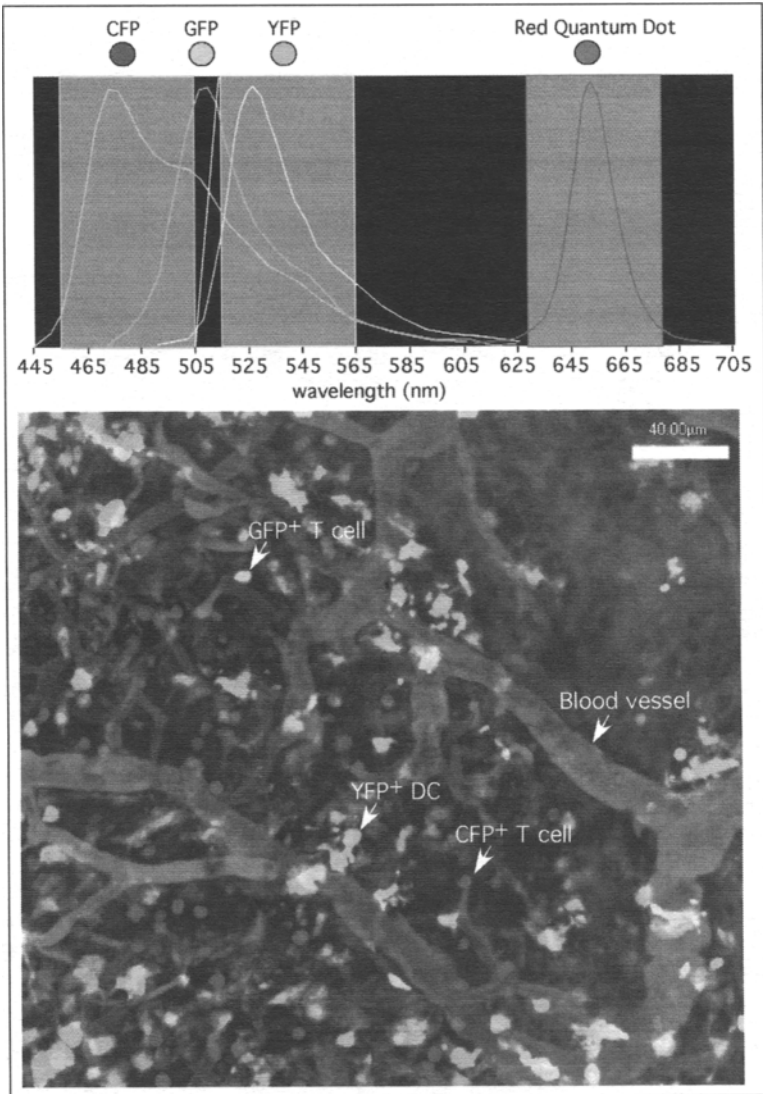 CFP GFP YFP Red Quantum Dot
445 465 485 505 525 545 565 585 605 625 645 665 685 705
wavelength (nm)
40.00µm
GFP+ T cell
Blood vessel
YFP+ DC
CFP+ T cell